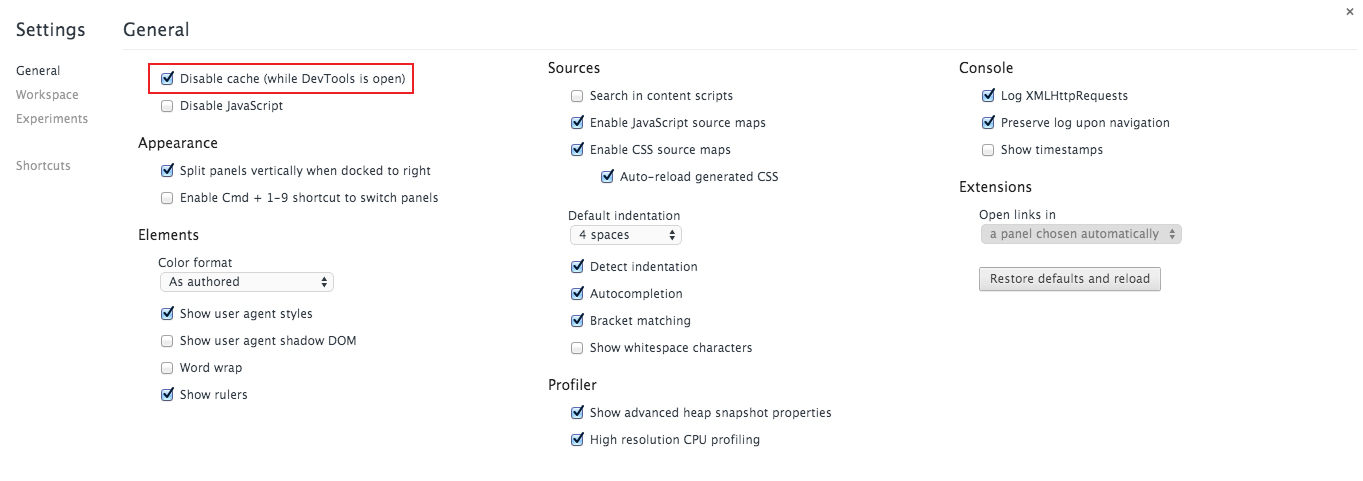 Settings
General
Workspace
Experiments
Shortcuts
General
Disable cache (while DevTools is open)
Disable JavaScript
Appearance
Split panels vertically when docked to right
Enable Cmd + 1-9 shortcut to switch panels
Elements
Color format
As authored
Show user agent styles
Show user agent shadow DOM
Word wrap
Show rulers
Sources
Search in content scripts
Enable JavaScript source maps
Enable CSS source maps
Auto-reload generated CSS
Default indentation
4 spaces
Detect indentation
Autocompletion
Bracket matching
Show whitespace characters
Profiler
Show advanced heap snapshot properties
High resolution CPU profiling
Console
Log XMLHttpRequests
Preserve log upon navigation
Show timestamps
Extensions
Open links in
a panel chosen automatically
Restore defaults and reload